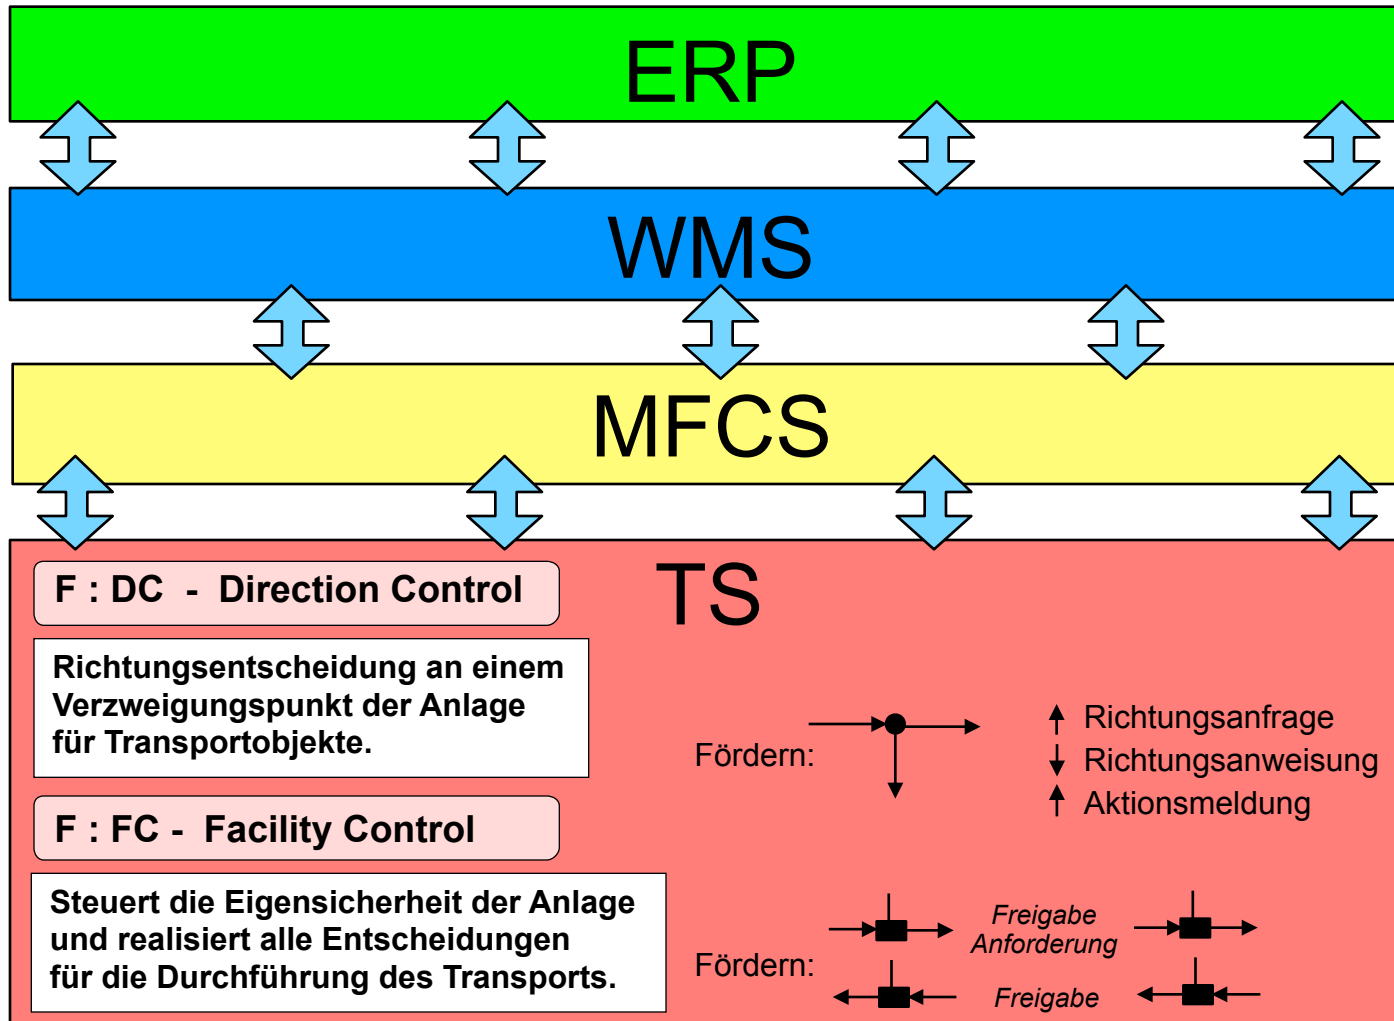 ERP
WMS
MFCS
TS
F : DC - Direction Control
Richtungsentscheidung an einem
Verzweigungspunkt der Anlage
für Transportobjekte.
Fördern:
Richtungsanfrage
Richtungsanweisung
Aktionsmeldung
F : FC - Facility Control
Steuert die Eigensicherheit der Anlage
und realisiert alle Entscheidungen
für die Durchführung des Transports.
Fördern:
Freigabe
Anforderung
Freigabe